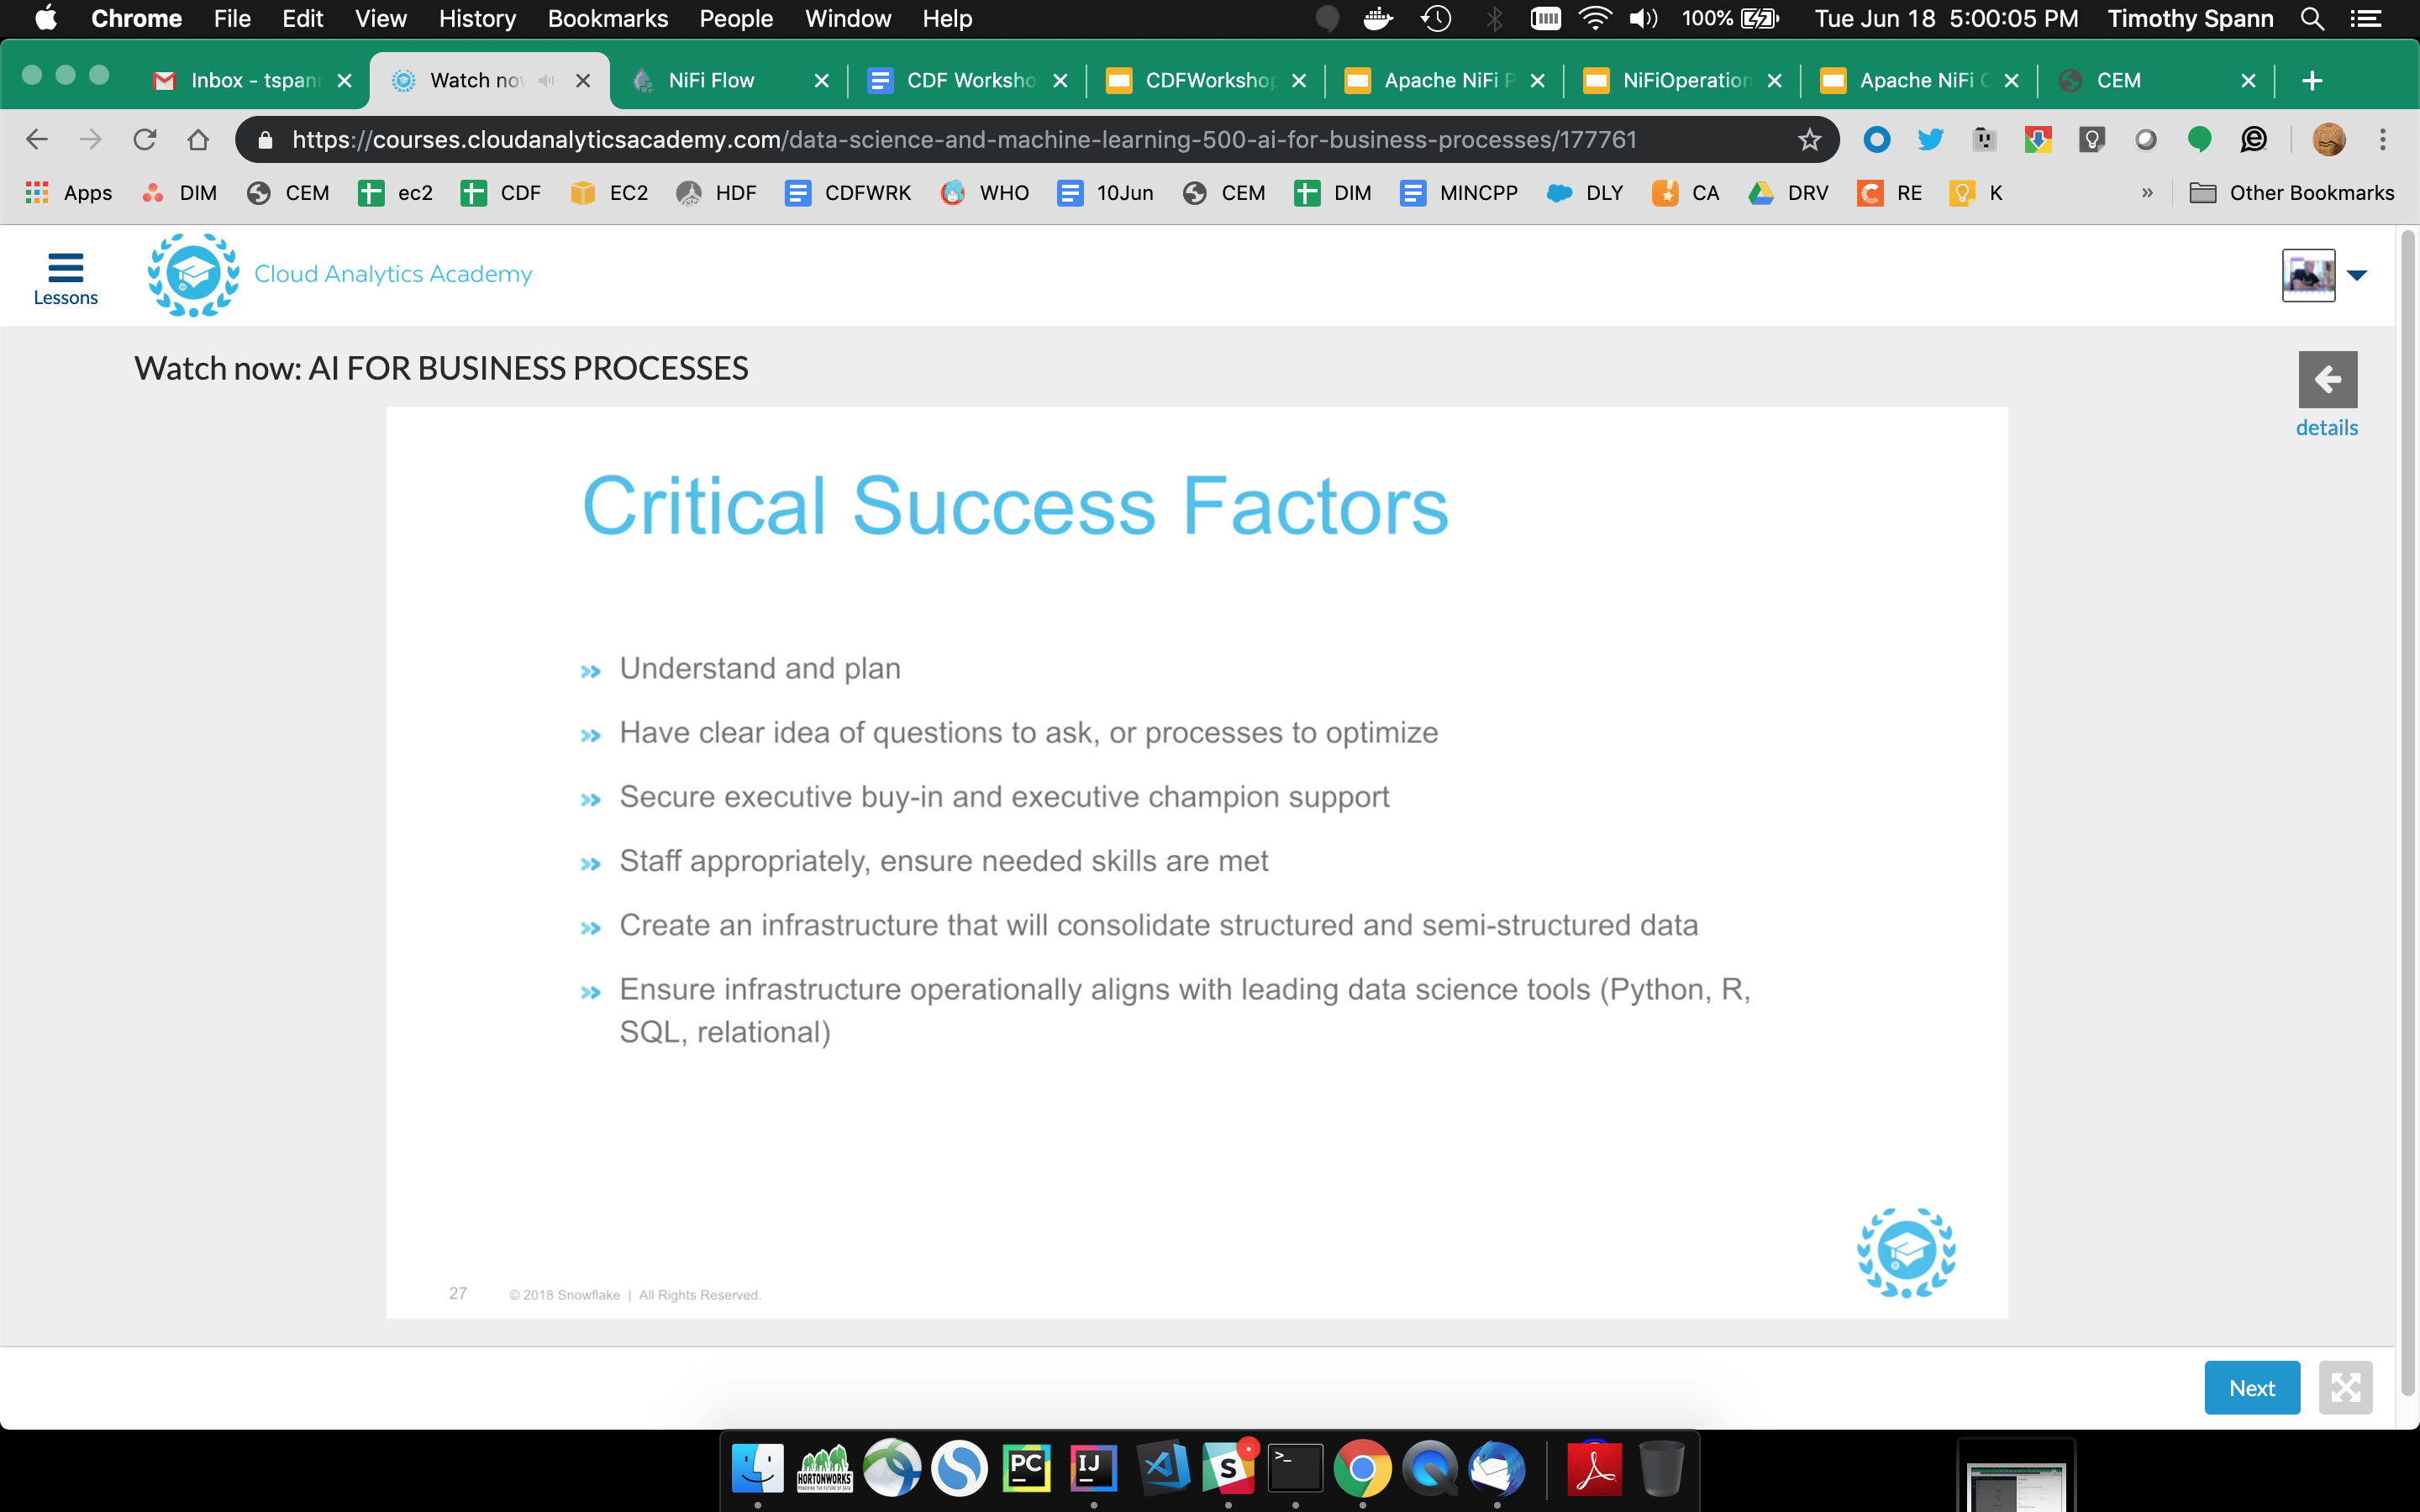 Chrome File Edit View History Bookmarks People Window Help 100% Tue Jun 18 5:00:05 PM Timothy Spann
Inbox - tspan Watch no NiFi Flow CDF Worksho CDFWorkshop Apache NiFi P NiFiOperation Apache NiFi CEM
https://courses.cloudanalyticsacademy.com/data-science-and-machine-learning-500-ai-for-business-processes/177761
Apps DIM CEM ec2 CDF EC2 HDF CDFWRK WHO 10Jun CEM DIM MINCPP DLY CA DRV RE K » Other Bookmarks
Lessons
Cloud Analytics Academy
Watch now: AI FOR BUSINESS PROCESSES
details
Critical Success Factors
Understand and plan
Have clear idea of questions to ask, or processes to optimize
Secure executive buy-in and executive champion support
Staff appropriately, ensure needed skills are met
Create an infrastructure that will consolidate structured and semi-structured data
Ensure infrastructure operationally aligns with leading data science tools (Python, R,
SQL, relational)
27 © 2018 Snowflake | All Rights Reserved.
Next
HORTONWORKS
PC
IJ
S